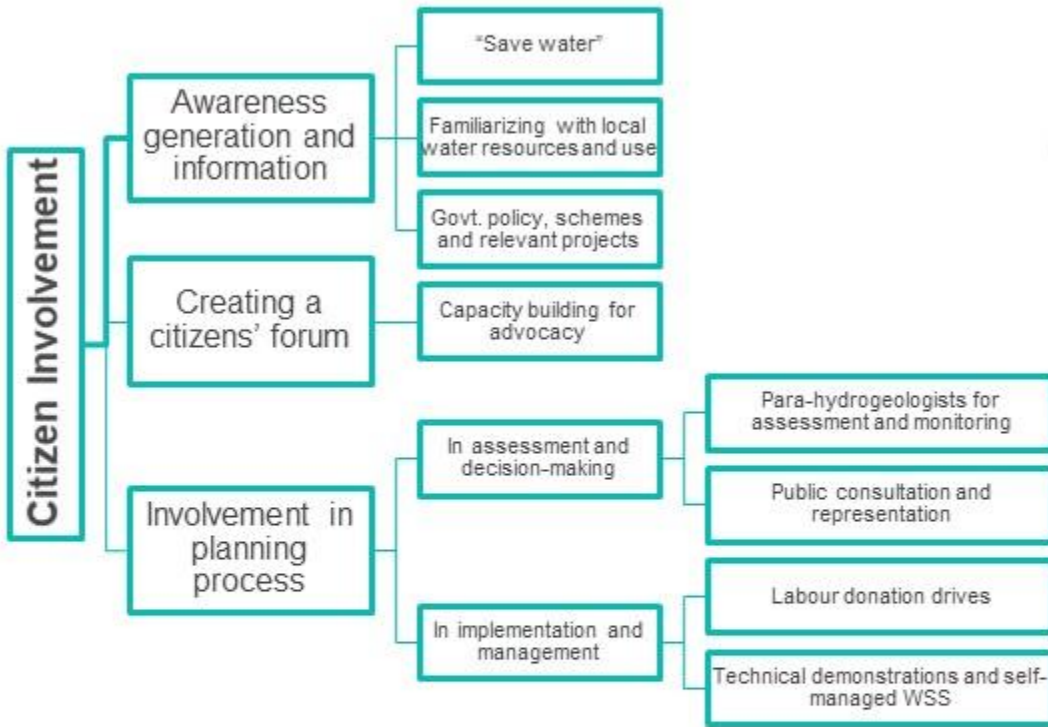 Citizen Involvement
Awareness
generation and
information
"Save water"
Familiarizing with local
water resources and use
Govt. policy, schemes
and relevant projects
Creating a
citizens' forum
Capacity building for
advocacy
Involvement in
planning
process
In assessment and
decision-making
Para-hydrogeologists for
assessment and monitoring
Public consultation and
representation
In implementation and
management
Labour donation drives
Technical demonstrations and self-
managed WSS